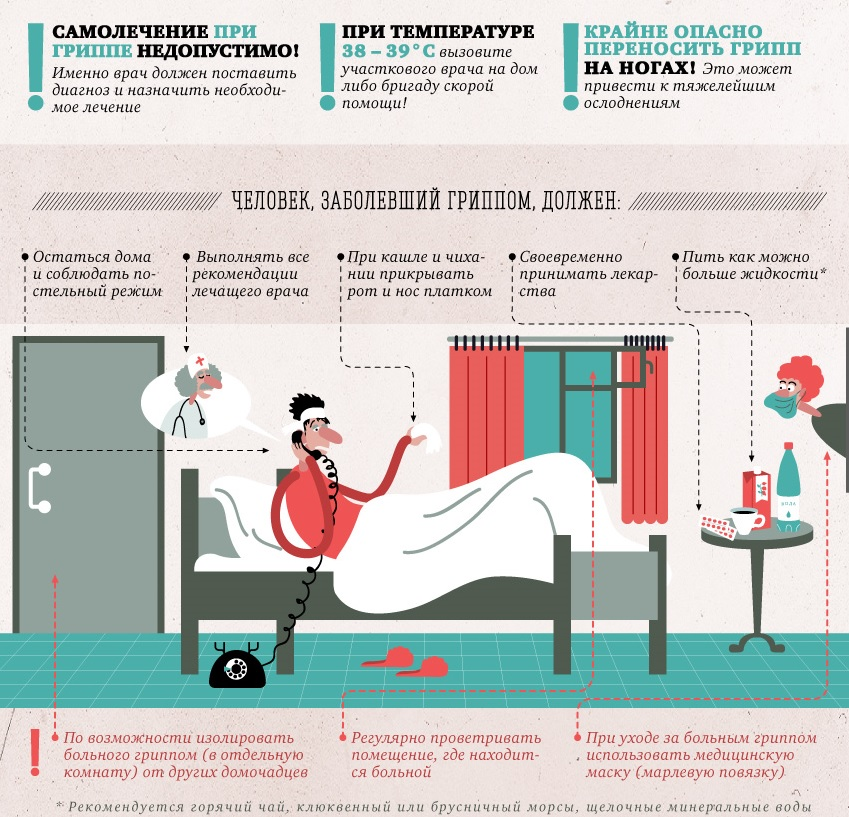 САМОЛЕЧЕНИЕ ПРИ
ГРИППЕ НЕДОПУСТИМО!
Именно врач должен поставить
диагноз и назначить необходи-
мое лечение
ПРИ ТЕМПЕРАТУРЕ
38 – 39°C вызовите
участкового врача на дом
либо бригаду скорой
помощи!
КРАЙНЕ ОПАСНО
ПЕРЕНОСИТЬ ГРИПП
НА НОГАХ! Это может
привести к тяжелейшим
ослоднениям
ЧЕЛОВЕК, ЗАБОЛЕВШИЙ ГРИППОМ, ДОЛЖЕН:
Остаться дома
и соблюдать по-
стельный режим
Выполнять все
рекомендации
лечащего врача
При кашле и чиха-
нии прикрывать
рот и нос платком
Своевременно
принимать лекар-
ства
Пить как можно
больше жидкости*
ВОДА
По возможности изолировать
больного гриппом (в отдельную
комнату) от других домочадцев
Регулярно проветривать
помещение, где находит-
ся больной
При уходе за больным гриппом
использовать медицинскую
маску (марлевую повязку)
* Рекомендуется горячий чай, клюквенный или брусничный морсы, щелочные минеральные воды